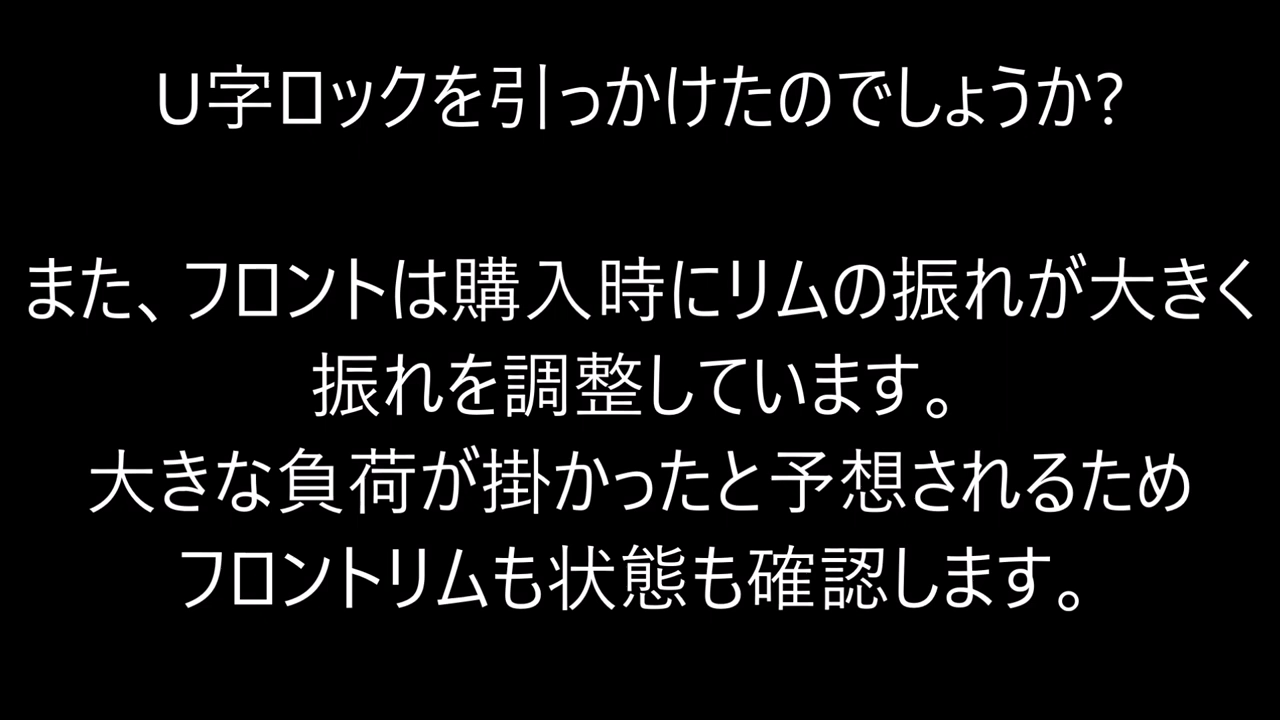 U字ロックを引っかけたのでしょうか?
また、フロントは購入時にリムの振れが大きく
振れを調整しています。
大きな負荷が掛かったと予想されるため
フロントリムも状態も確認します。